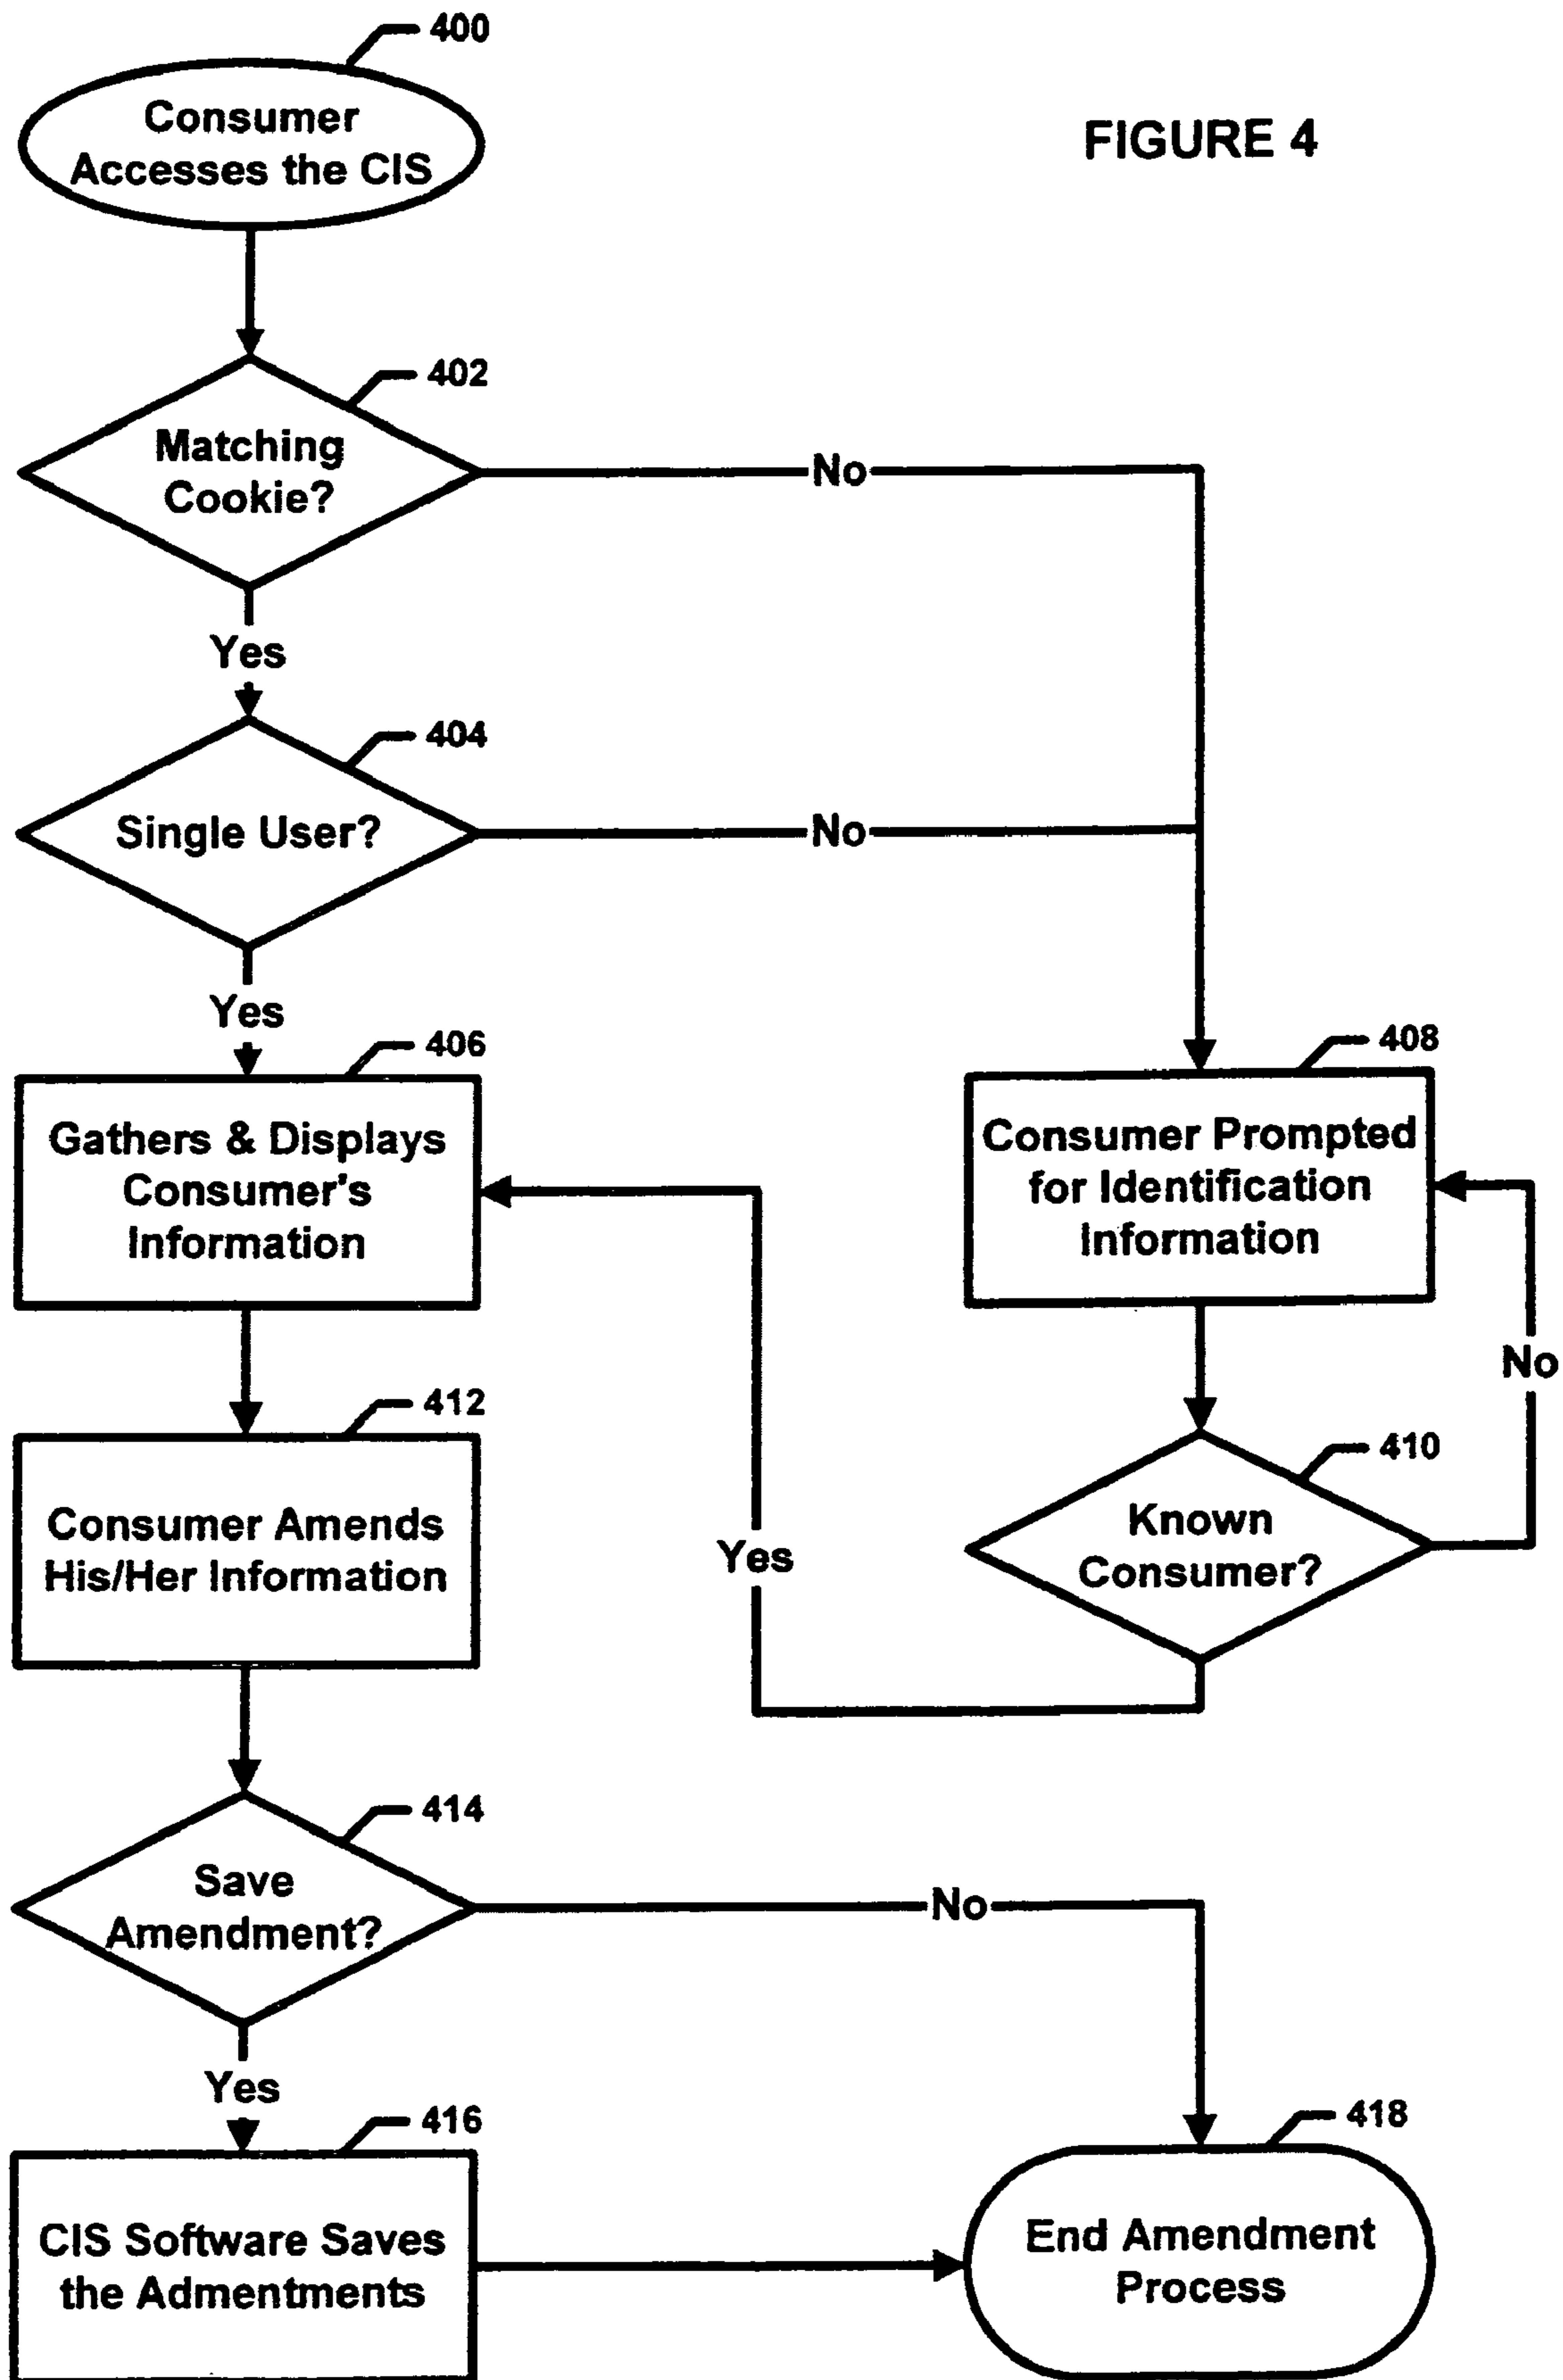 400
Consumer
Accesses the CIS
FIGURE 4
402
Matching
Cookie?
No
Yes
404
Single User?
No
Yes
406
Gathers & Displays
Consumer's
Information
408
Consumer Prompted
for Identification
Information
No
410
Known
Consumer?
Yes
412
Consumer Amends
His/Her Information
414
Save
Amendment?
No
Yes
416
CIS Software Saves
the Admentments
418
End Amendment
Process